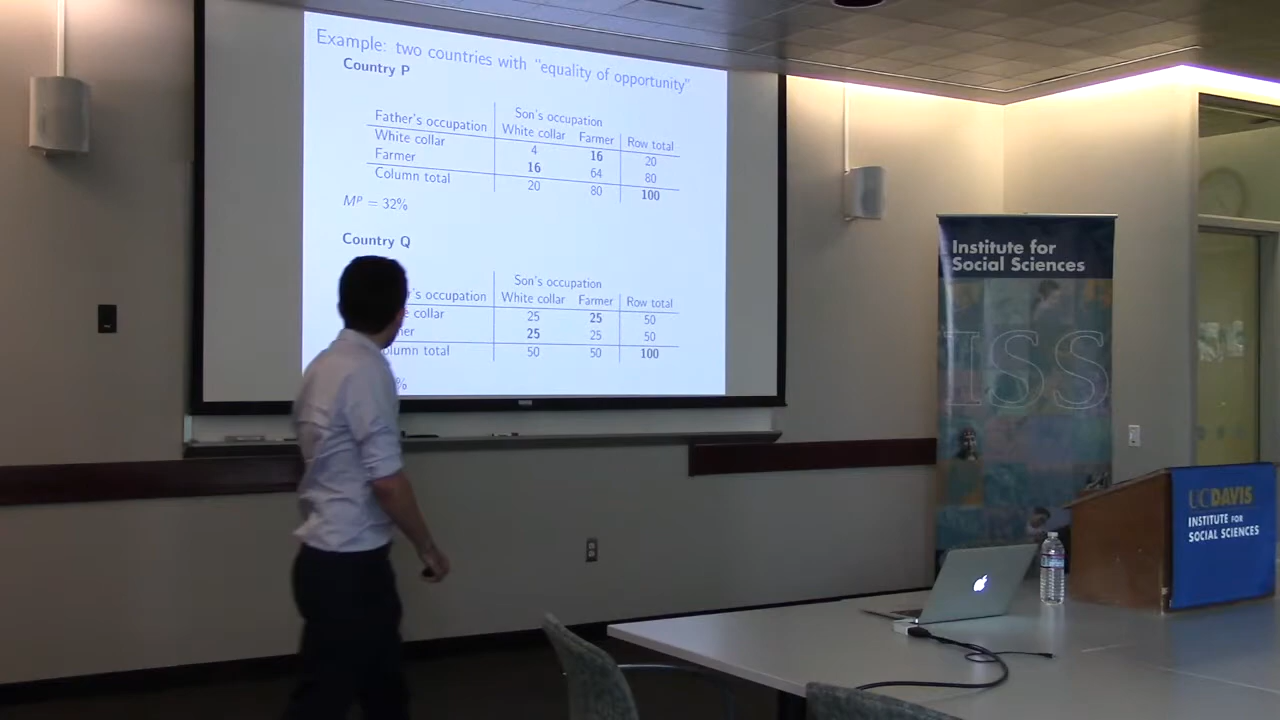 Example: two countries with "equality of opportunity"
Country P
Son's occupation
Father's occupation White collar Farmer Row total
White collar 4 16 20
Farmer 16 64 80
Column total 20 80 100
M^P = 32%
Country Q
Son's occupation
occupation White collar Farmer Row total
collar 25 25 50
25 25 50
Column total 50 50 100
%
Institute for
Social Sciences
ISS
UCDAVIS
INSTITUTE FOR
SOCIAL SCIENCES